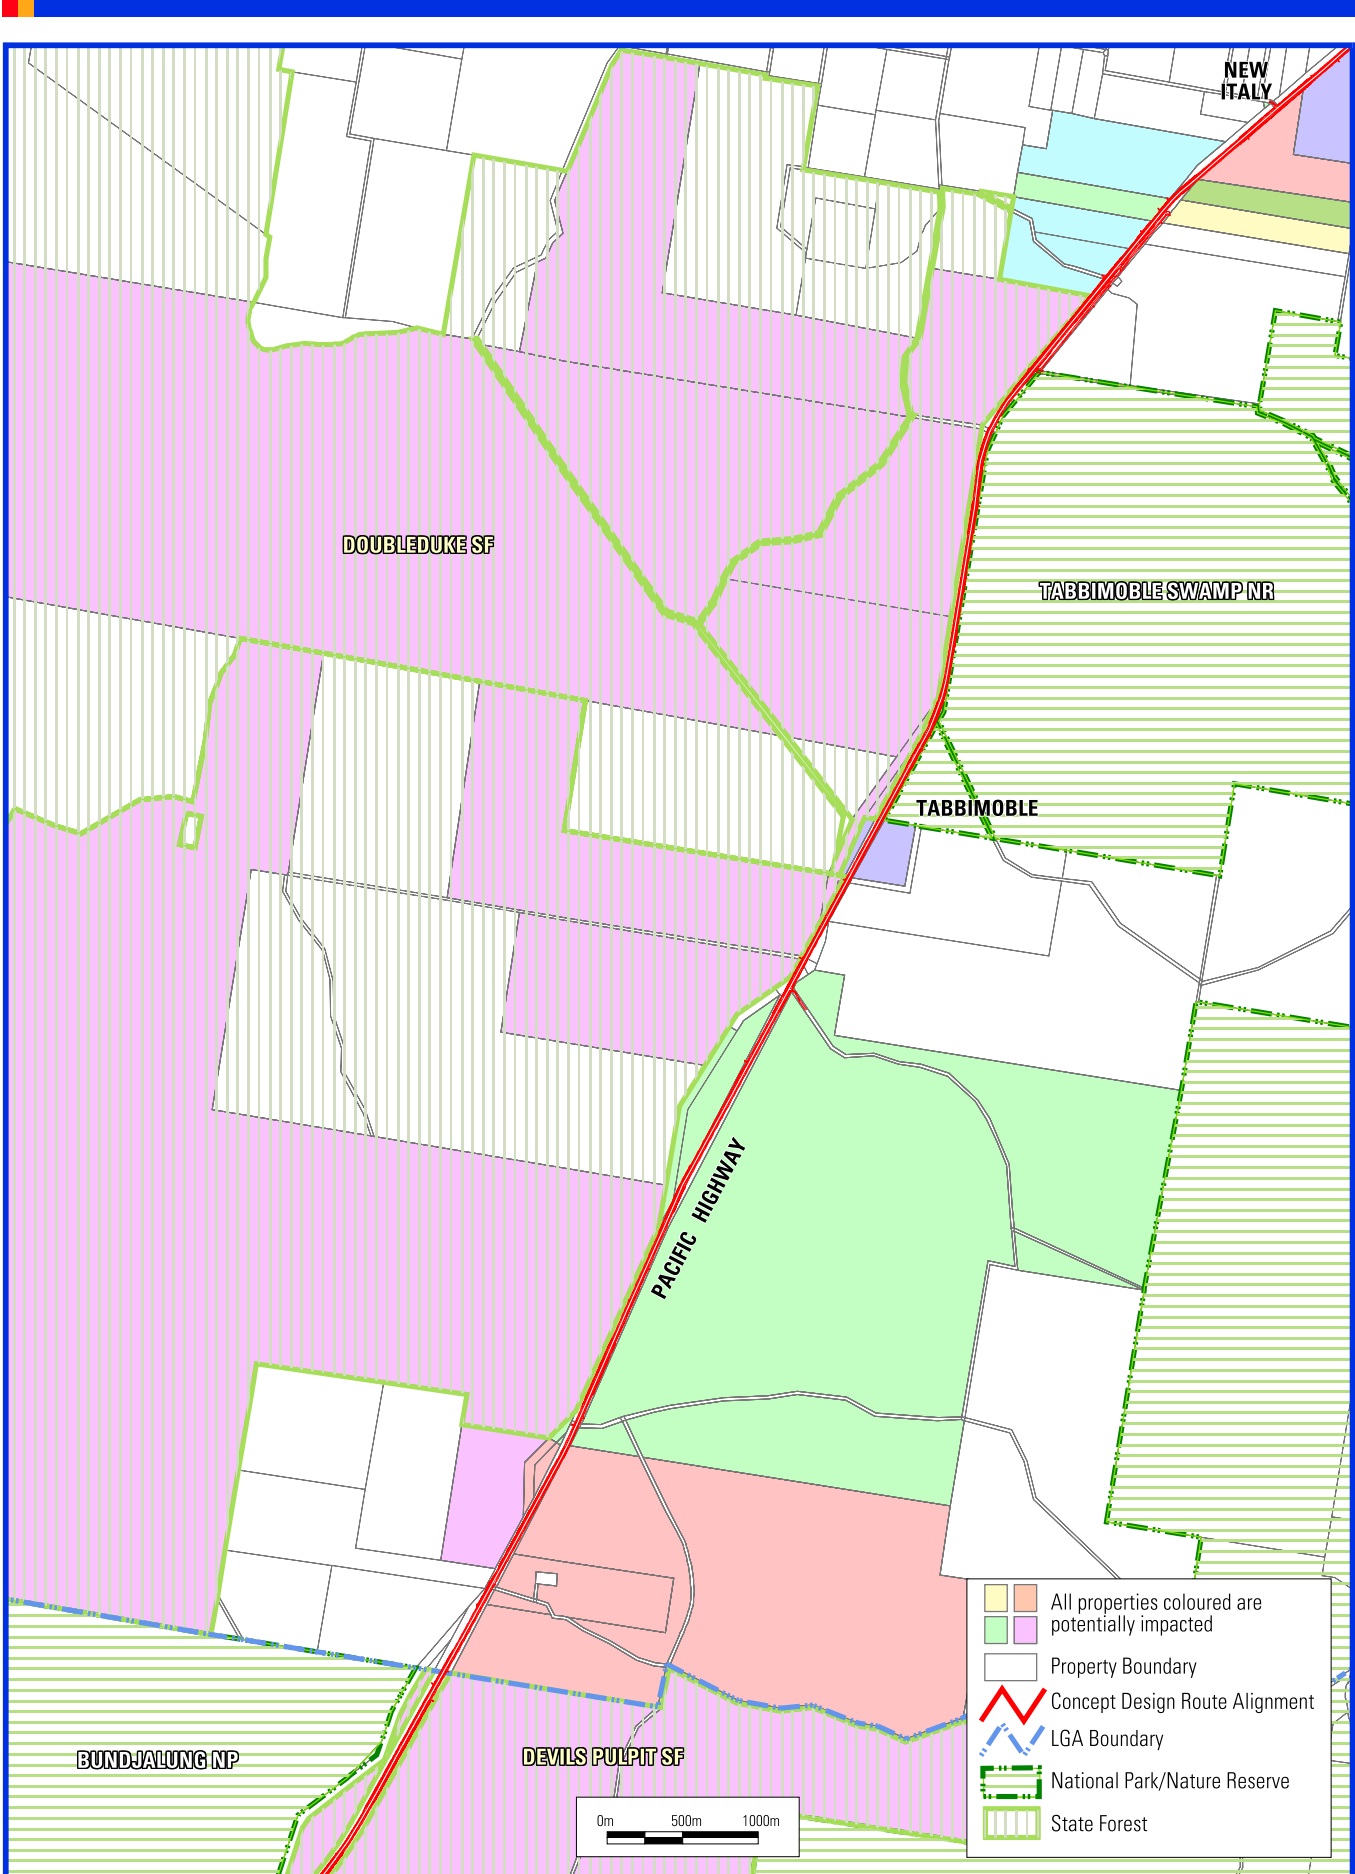 NEW
ITALY
DOUBLEDUKE SF
TABBIMOBLE SWAMP NR
TABBIMOBLE
PACIFIC HIGHWAY
BUNDJALUNG NP
DEVILS PULPIT SF
0m 500m 1000m
All properties coloured are
potentially impacted
Property Boundary
Concept Design Route Alignment
LGA Boundary
National Park/Nature Reserve
State Forest